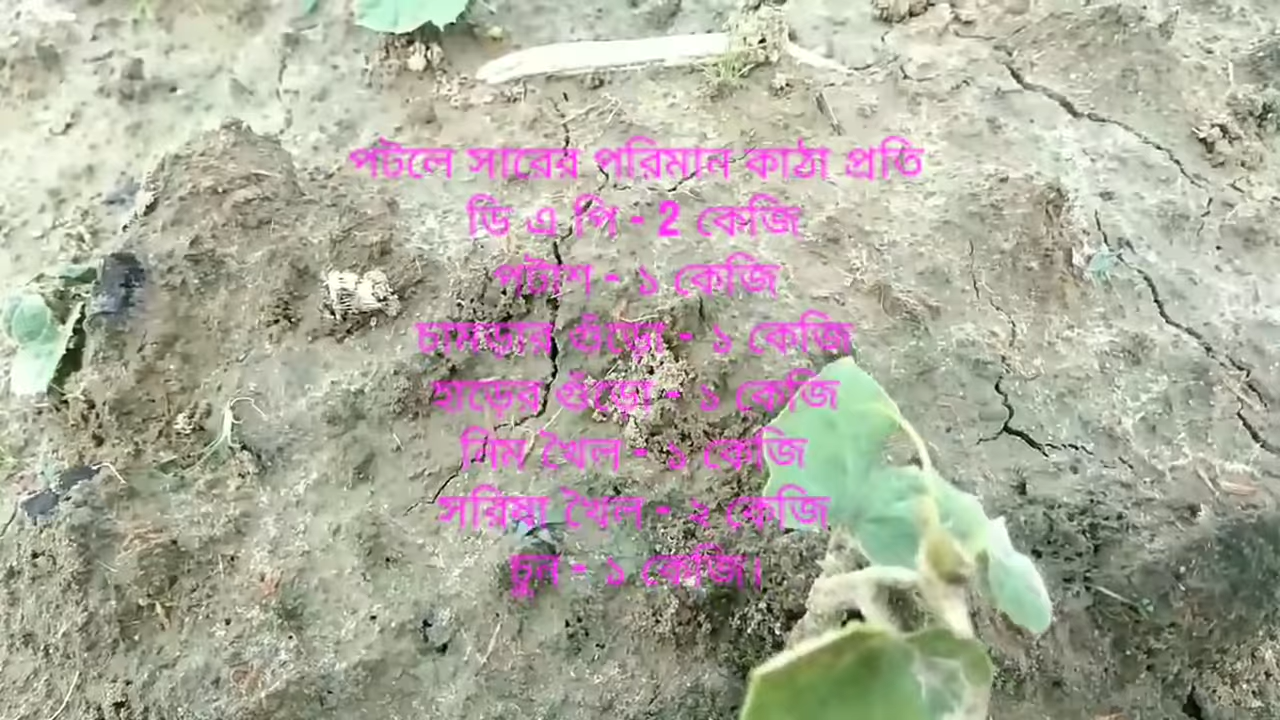 পটলে সারের পরিমান কাঠা প্রতি
ডি এ পি - 2 কেজি
পটাশ - ১ কেজি
চামড়ার গুঁড়ো - ১ কেজি
হাড়ের গুঁড়ো - ১ কেজি
নিম খৈল - ১ কেজি
সরিষা খৈল - ২ কেজি
চুন - ১ কেজি।